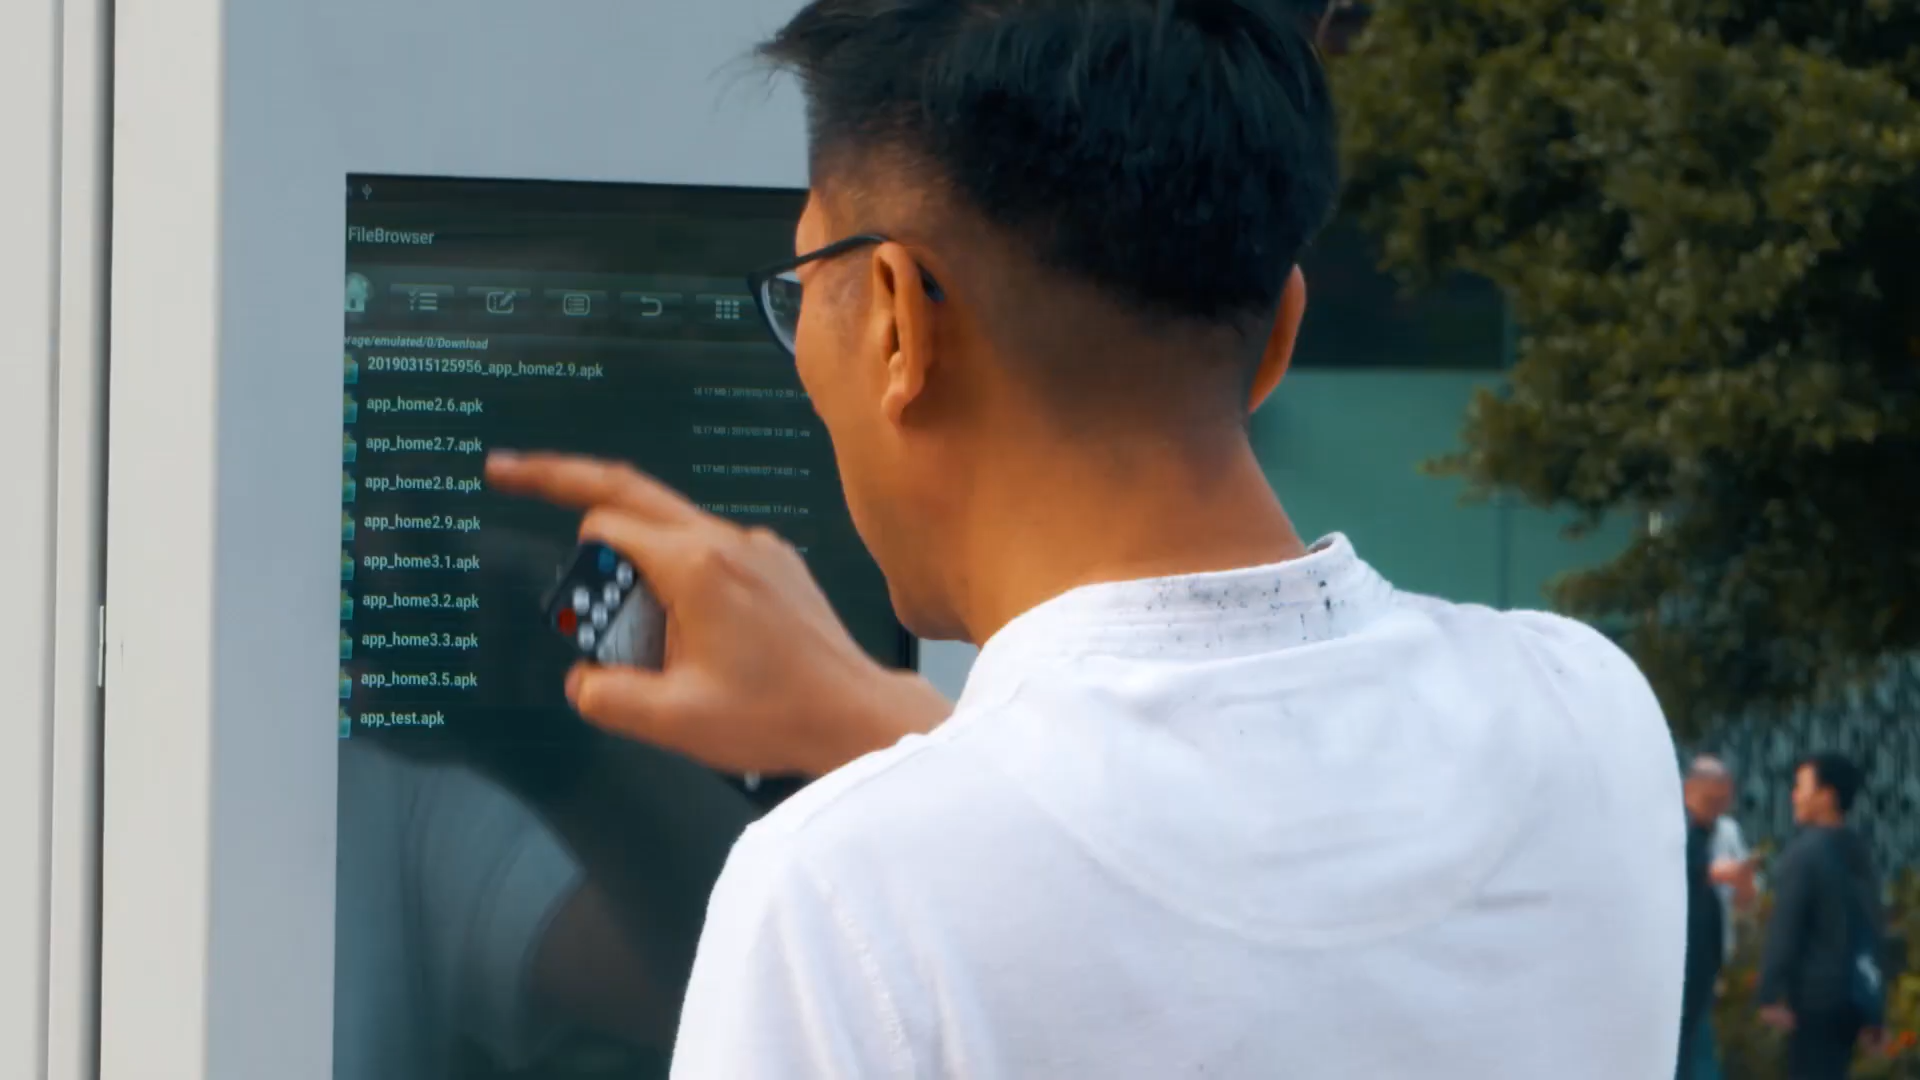 FileBrowser
rage/emulated/0/Download
20190315125956_app_home2.9.apk
app_home2.6.apk
app_home2.7.apk
app_home2.8.apk
app_home2.9.apk
app_home3.1.apk
app_home3.2.apk
app_home3.3.apk
app_home3.5.apk
app_test.apk